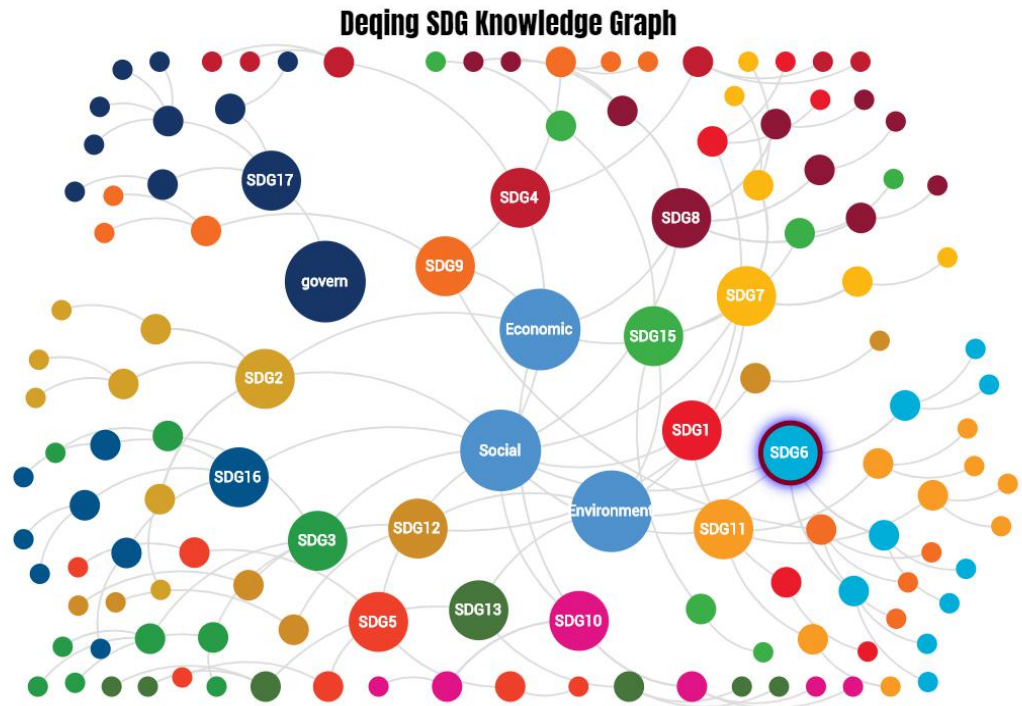 Deqing SDG Knowledge Graph
SDG17
SDG4
SDG8
SDG9
govern
SDG7
Economic
SDG15
SDG2
SDG1
Social
SDG6
SDG16
Environment
SDG12
SDG11
SDG3
SDG13
SDG5
SDG10